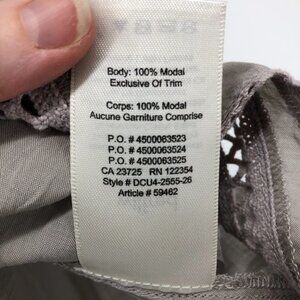 Body: 100% Modal
Exclusive Of Trim
Corps: 100% Modal
Aucune Garniture Comprise
P.O. # 4500063523
P.O. # 4500063524
P.O. # 4500063525
CA 23725 RN 122354
Style # DCU4-2555-26
Article # 59462